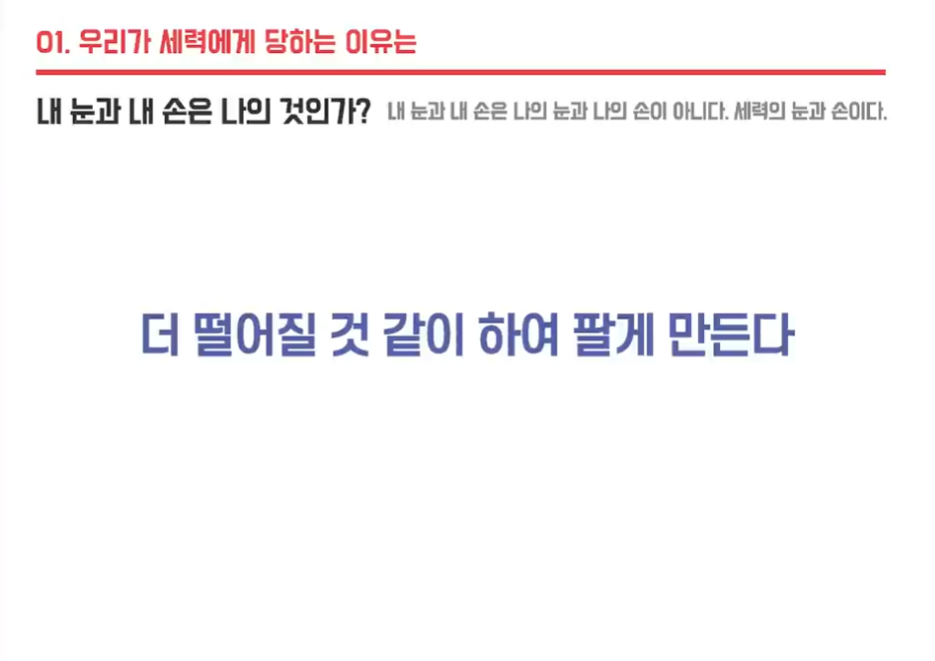 01. 우리가 세력에게 당하는 이유는
내 눈과 내 손은 나의 것인가? 내 눈과 내 손은 나의 눈과 나의 손이 아니다. 세력의 눈과 손이다.
더 떨어질 것 같이 하여 팔게 만든다